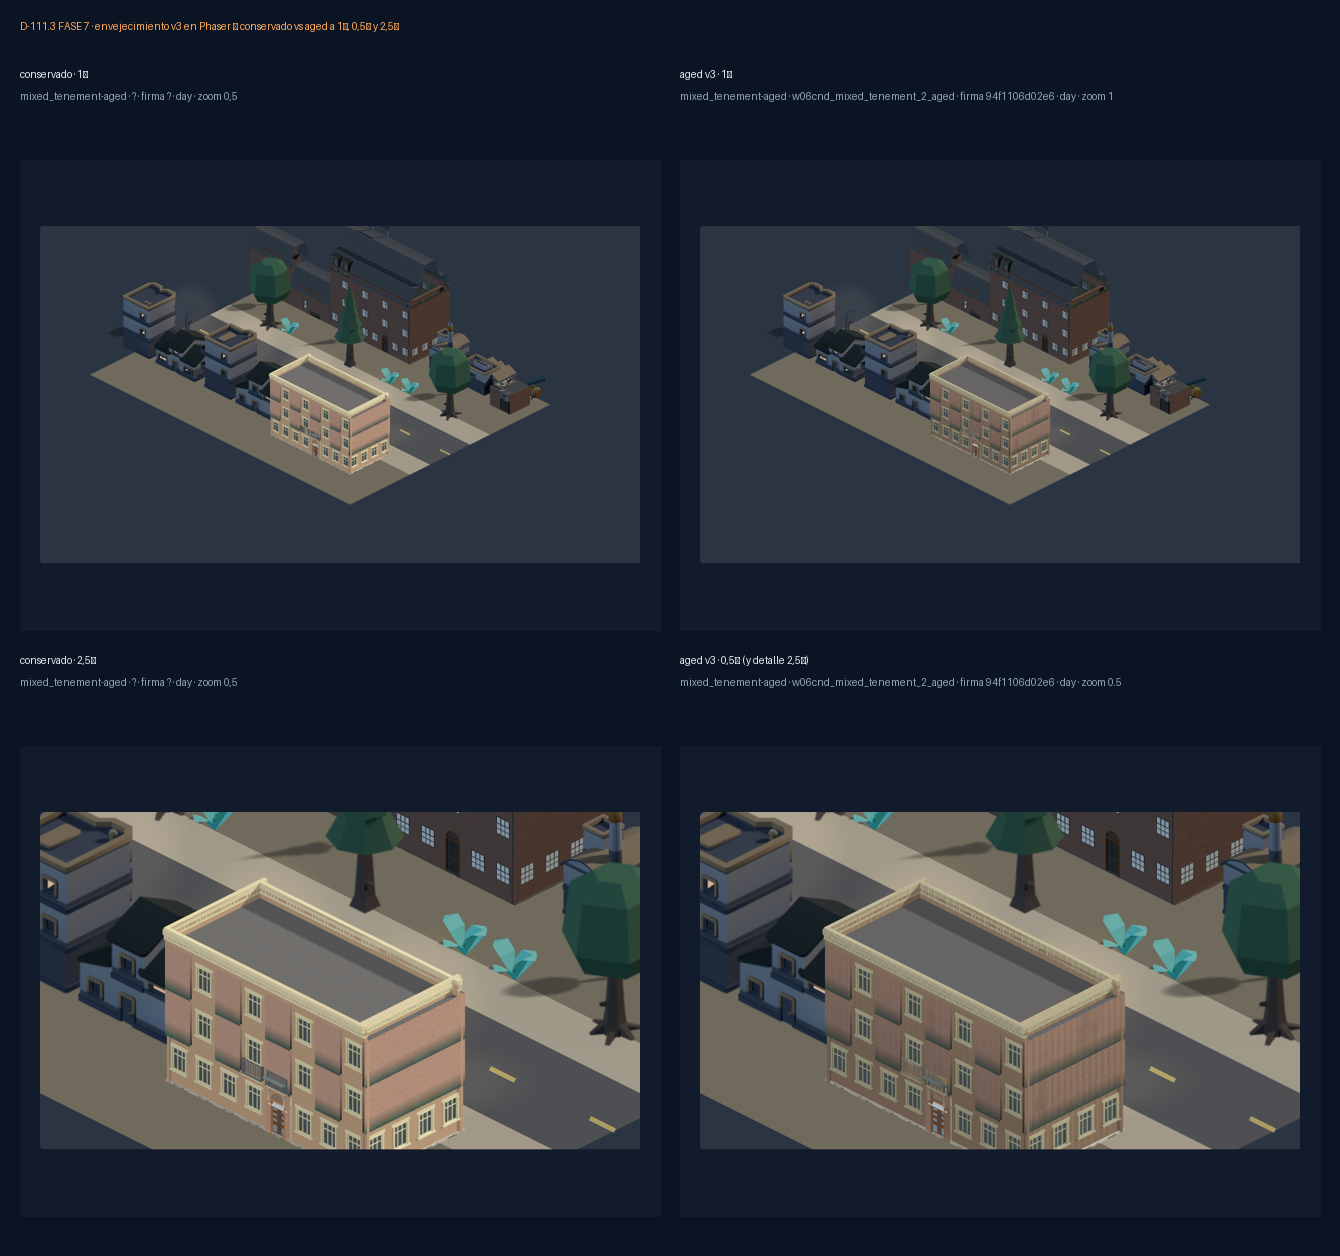 D-111.3 FASE 7 · envejecimiento v3 en Phaser conservado vs aged a 1 0,5 y 2,5
conservado · 1
mixed_tenement-aged · ? · firma ? · day · zoom 0,5
aged v3 · 1
mixed_tenement-aged · w06cnd_mixed_tenement_2_aged · firma 94f1106d02e6 · day · zoom 1
conservado · 2,5
mixed_tenement-aged · ? · firma ? · day · zoom 0,5
aged v3 · 0,5 (y detalle 2,5)
mixed_tenement-aged · w06cnd_mixed_tenement_2_aged · firma 94f1106d02e6 · day · zoom 0.5